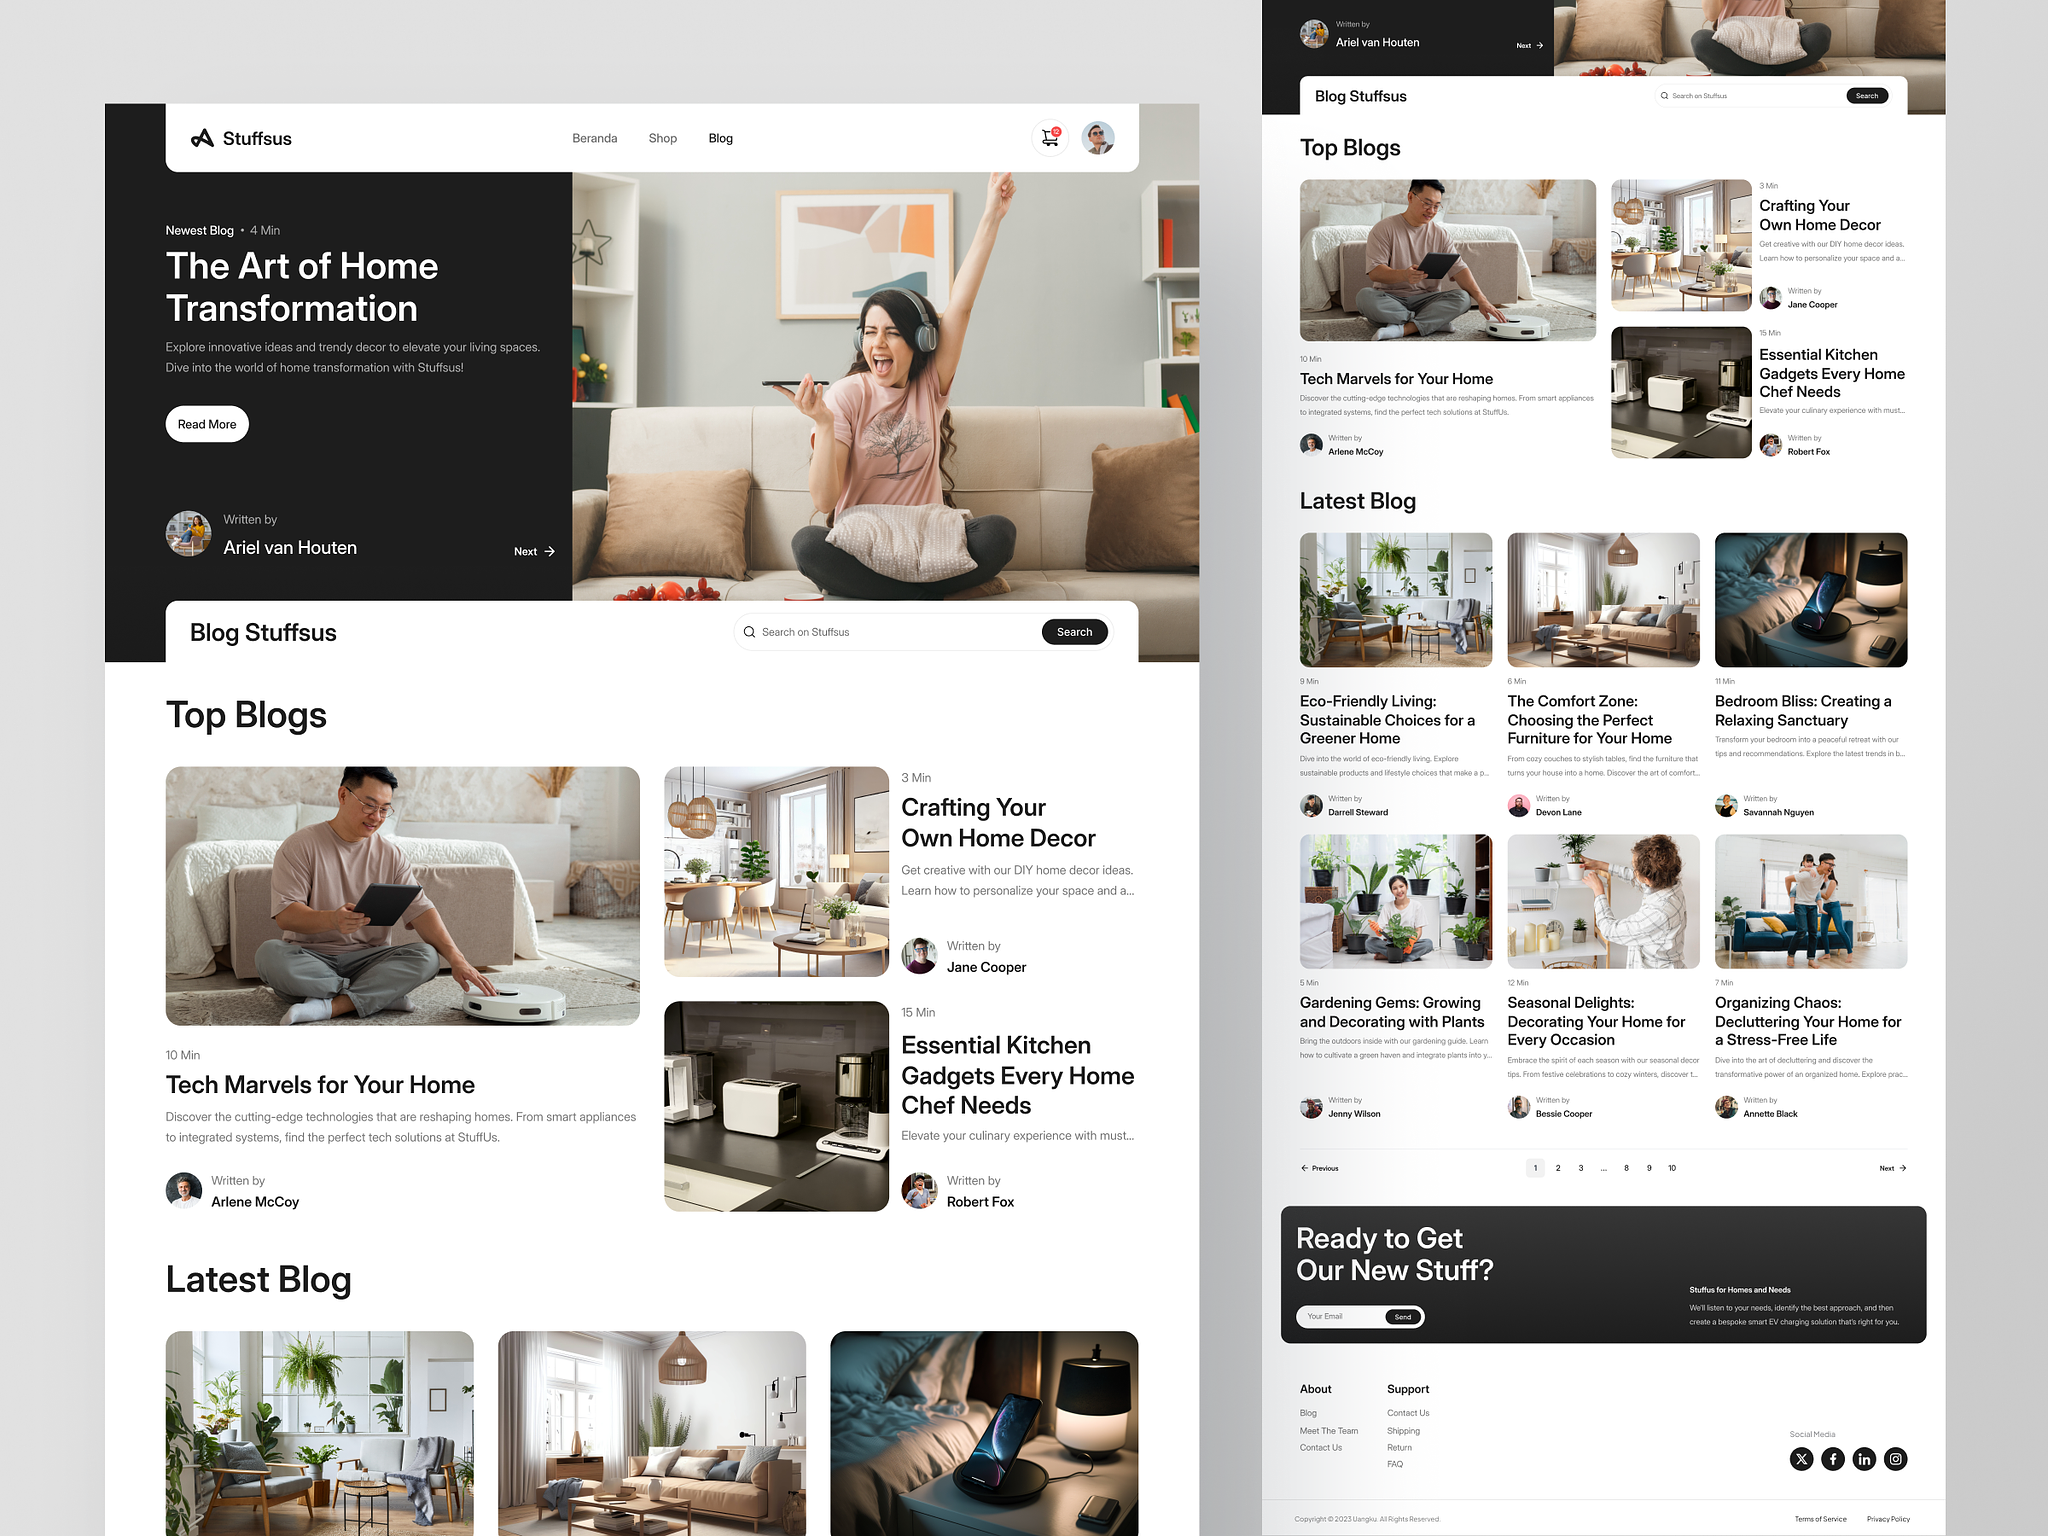 Stuffsus
Beranda
Shop
Blog
12
Newest Blog • 4 Min
The Art of Home
Transformation
Explore innovative ideas and trendy decor to elevate your living spaces.
Dive into the world of home transformation with Stuffsus!
Read More
Written by
Ariel van Houten
Next
Blog Stuffsus
Search on Stuffsus
Search
Top Blogs
10 Min
Tech Marvels for Your Home
Discover the cutting-edge technologies that are reshaping homes. From smart appliances
to integrated systems, find the perfect tech solutions at StuffUs.
Written by
Arlene McCoy
3 Min
Crafting Your
Own Home Decor
Get creative with our DIY home decor ideas.
Learn how to personalize your space and a...
Written by
Jane Cooper
15 Min
Essential Kitchen
Gadgets Every Home
Chef Needs
Elevate your culinary experience with must...
Written by
Robert Fox
Latest Blog
Written by
Ariel van Houten
Next
Blog Stuffsus
Search on Stuffsus
Search
Top Blogs
10 Min
Tech Marvels for Your Home
Discover the cutting-edge technologies that are reshaping homes. From smart appliances
to integrated systems, find the perfect tech solutions at StuffUs.
Written by
Arlene McCoy
3 Min
Crafting Your
Own Home Decor
Get creative with our DIY home decor ideas.
Learn how to personalize your space and a...
Written by
Jane Cooper
15 Min
Essential Kitchen
Gadgets Every Home
Chef Needs
Elevate your culinary experience with must...
Written by
Robert Fox
Latest Blog
9 Min
Eco-Friendly Living:
Sustainable Choices for a
Greener Home
Dive into the world of eco-friendly living. Explore
sustainable products and lifestyle choices that make a p...
Written by
Darrell Steward
6 Min
The Comfort Zone:
Choosing the Perfect
Furniture for Your Home
From cozy couches to stylish tables, find the furniture that
turns your house into a home. Discover the art of comfort...
Written by
Devon Lane
11 Min
Bedroom Bliss: Creating a
Relaxing Sanctuary
Transform your bedroom into a peaceful retreat with our
tips and recommendations. Explore the latest trends in b...
Written by
Savannah Nguyen
5 Min
Gardening Gems: Growing
and Decorating with Plants
Bring the outdoors inside with our gardening guide. Learn
how to cultivate a green haven and integrate plants into y...
Written by
Jenny Wilson
12 Min
Seasonal Delights:
Decorating Your Home for
Every Occasion
Embrace the spirit of each season with our seasonal decor
tips. From festive celebrations to cozy winters, discover t...
Written by
Bessie Cooper
7 Min
Organizing Chaos:
Decluttering Your Home for
a Stress-Free Life
Dive into the art of decluttering and discover the
transformative power of an organized home. Explore prac...
Written by
Annette Black
Previous
1 2 3 ... 8 9 10
Next
Ready to Get
Our New Stuff?
Your Email
Send
Stuffus for Homes and Needs
We'll listen to your needs, identify the best approach, and then
create a bespoke smart EV charging solution that's right for you.
About
Blog
Meet The Team
Contact Us
Support
Contact Us
Shipping
Return
FAQ
Social Media
Copyright © 2023 Uangku. All Rights Reserved.
Terms of Service
Privacy Policy